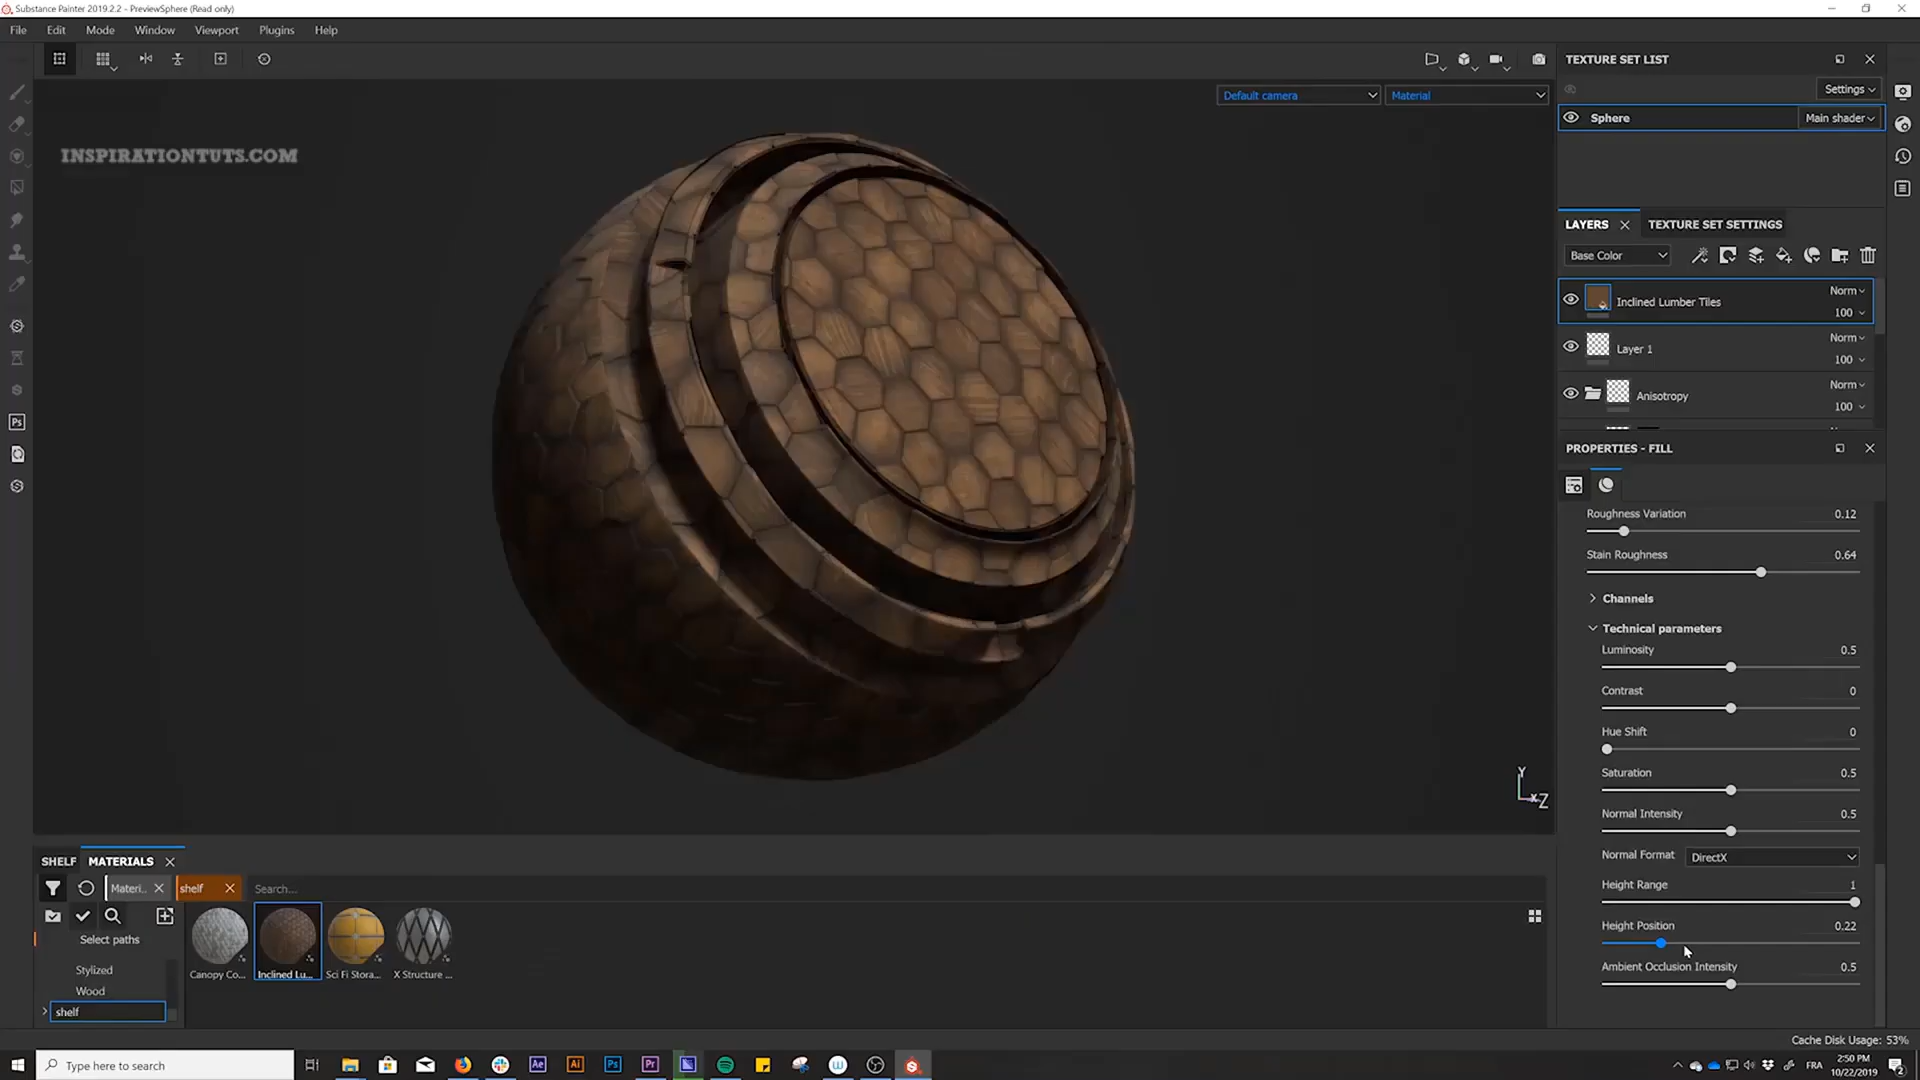 Substance Painter 2019.2.2 - PreviewSphere (Read only)
File Edit Mode Window Viewport Plugins Help
Default camera
Material
INSPIRATIONTUTS.COM
TEXTURE SET LIST
Settings
Sphere
Main shader
LAYERS
TEXTURE SET SETTINGS
Base Color
Inclined Lumber Tiles
Norm
100
Layer 1
Norm
100
Anisotropy
Norm
100
PROPERTIES - FILL
Roughness Variation 0.12
Stain Roughness 0.64
Channels
Technical parameters
Luminosity 0.5
Contrast 0
Hue Shift 0
Saturation 0.5
Normal Intensity 0.5
Normal Format DirectX
Height Range 1
Height Position 0.22
Ambient Occlusion Intensity 0.5
Y
X
Z
SHELF MATERIALS
Materi..
shelf
Search...
Select paths
Stylized
Wood
shelf
Canopy Co...
Inclined Lu...
Sci Fi Stora...
X Structure ...
Cache Disk Usage: 53%
Type here to search
Ae Ai Ps Pr
FRA
2:50 PM
10/22/2019
2